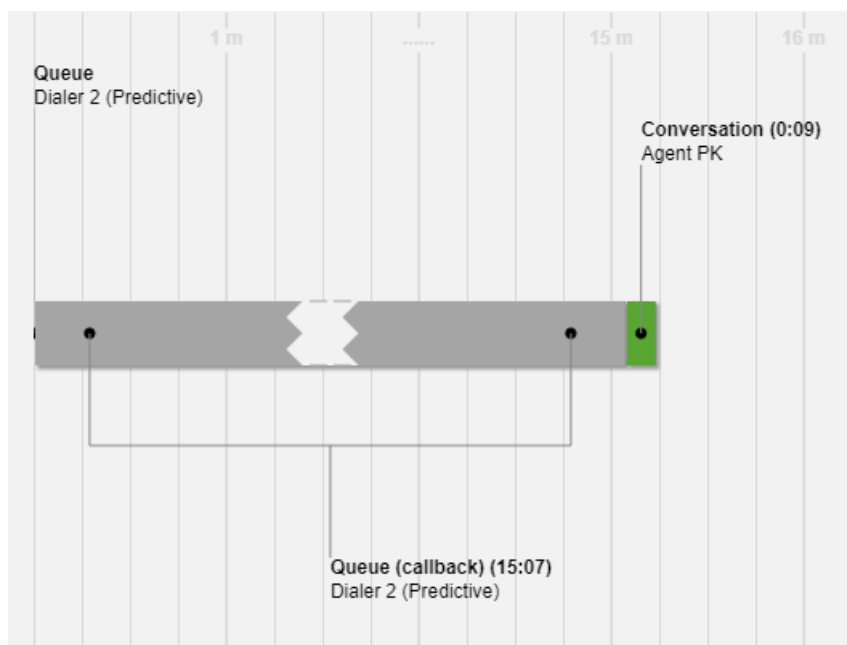 1 m
......
15 m
16 m
Queue
Dialer 2 (Predictive)
Conversation (0:09)
Agent PK
Queue (callback) (15:07)
Dialer 2 (Predictive)